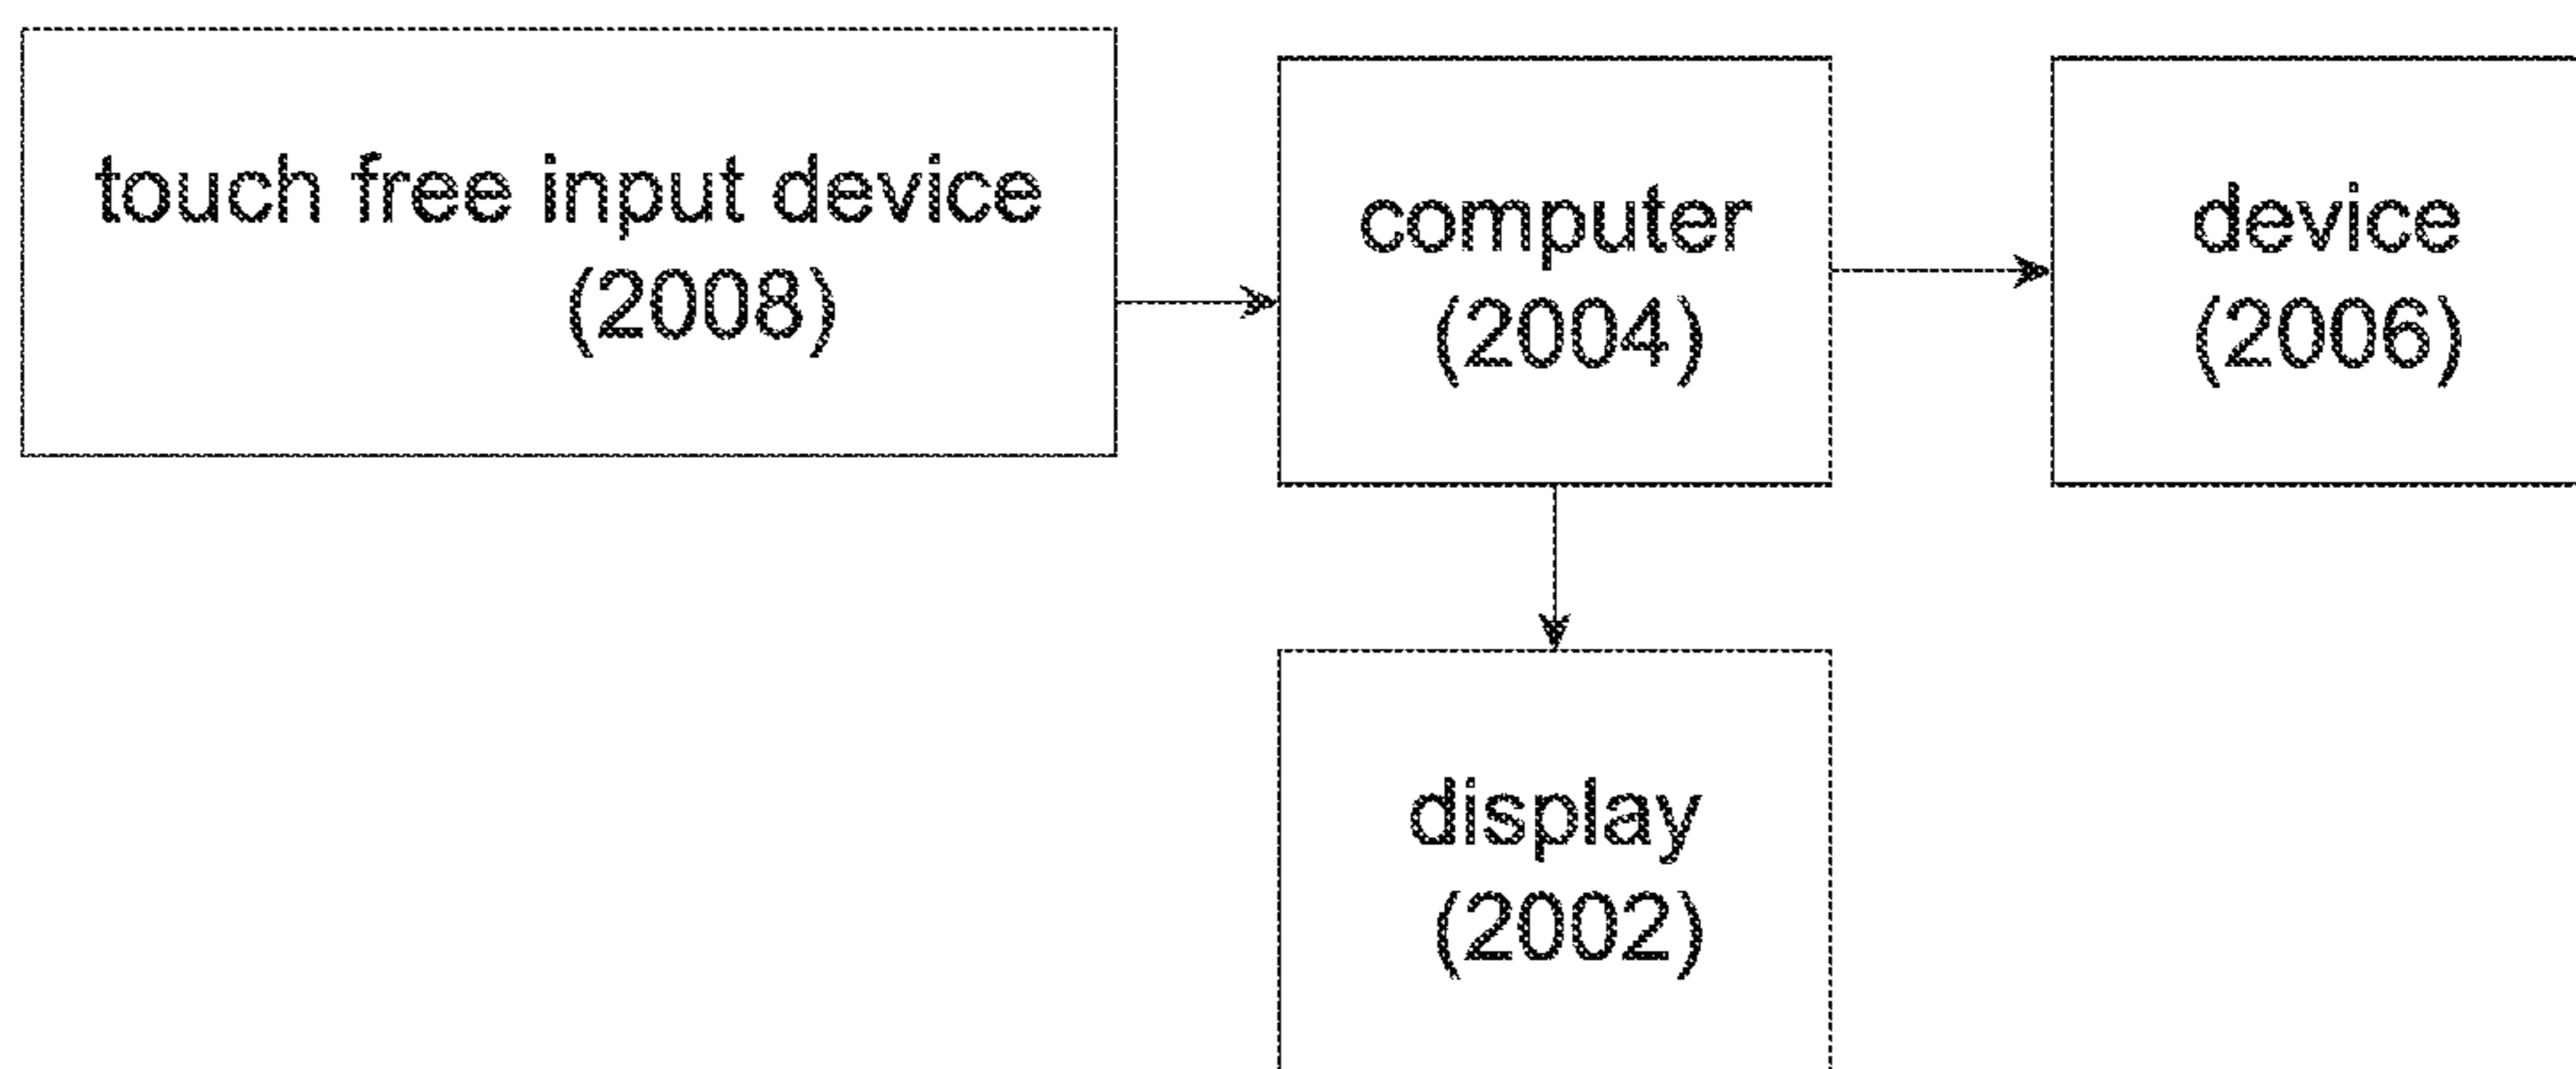 touch free input device
(2008)
computer
(2004)
device
(2006)
display
(2002)